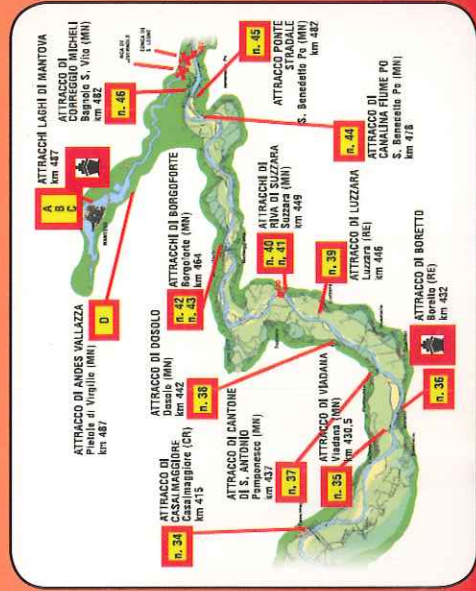 ATTRACCHI LAGHI DI MANTOVA
km 487
A
B
C
MANTOVA
ATTRACCO DI ANDES VALLAZZA
Pietole di Virgilio (MN)
km 487
D
ATTRACCO DI
CORREGGIO MICHELI
Bagnolo S. Vito (MN)
km 482
n. 46
n. 45
ATTRACCO PONTE
STRADALE
S. Benedetto Po (MN)
km 482
n. 44
ATTRACCO DI
CANALINA FIUME PO
S. Benedetto Po (MN)
km 478
ATTRACCHI DI BORGOFORTE
Borgoforte (MN)
km 464
n. 42
n. 43
ATTRACCHI DI
RIVA DI SUZZARA
Suzzara (MN)
km 449
n. 40
n. 41
ATTRACCO DI DOSOLO
Dosolo (MN)
km 442
n. 38
n. 39
ATTRACCO DI LUZZARA
Luzzara (RE)
km 446
ATTRACCO DI
CASALMAGGIORE
Casalmaggiore (CR)
km 415
n. 34
ATTRACCO DI CANTONE
DI S. ANTONIO
Pomponesco (MN)
km 437
n. 37
ATTRACCO DI VIADANA
Viadana (MN)
km 430,5
n. 35
ATTRACCO DI BORETTO
Boretto (RE)
km 432
n. 36